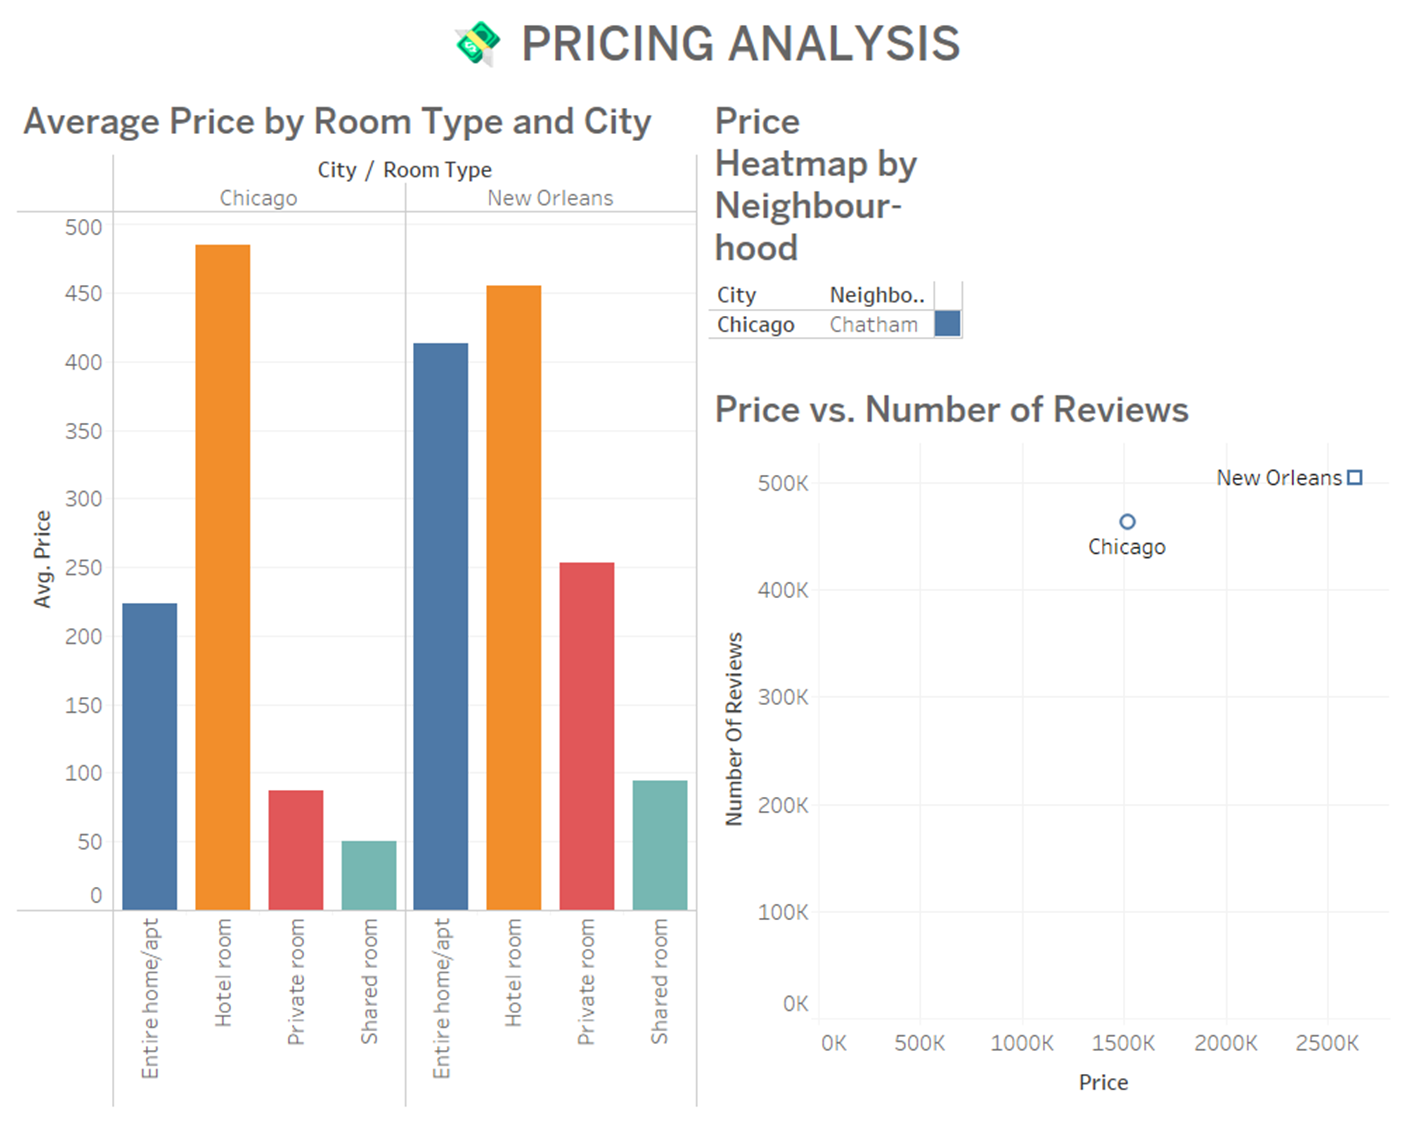 PRICING ANALYSIS
Average Price by Room Type and City
City / Room Type
Chicago
New Orleans
500
450
400
350
300
250
200
150
100
50
0
Avg. Price
Entire home/apt
Hotel room
Private room
Shared room
Entire home/apt
Hotel room
Private room
Shared room
Price
Heatmap by
Neighbour-
hood
City Neighbo..
Chicago Chatham
Price vs. Number of Reviews
500K
400K
300K
200K
100K
0K
Number Of Reviews
New Orleans
Chicago
0K 500K 1000K 1500K 2000K 2500K
Price